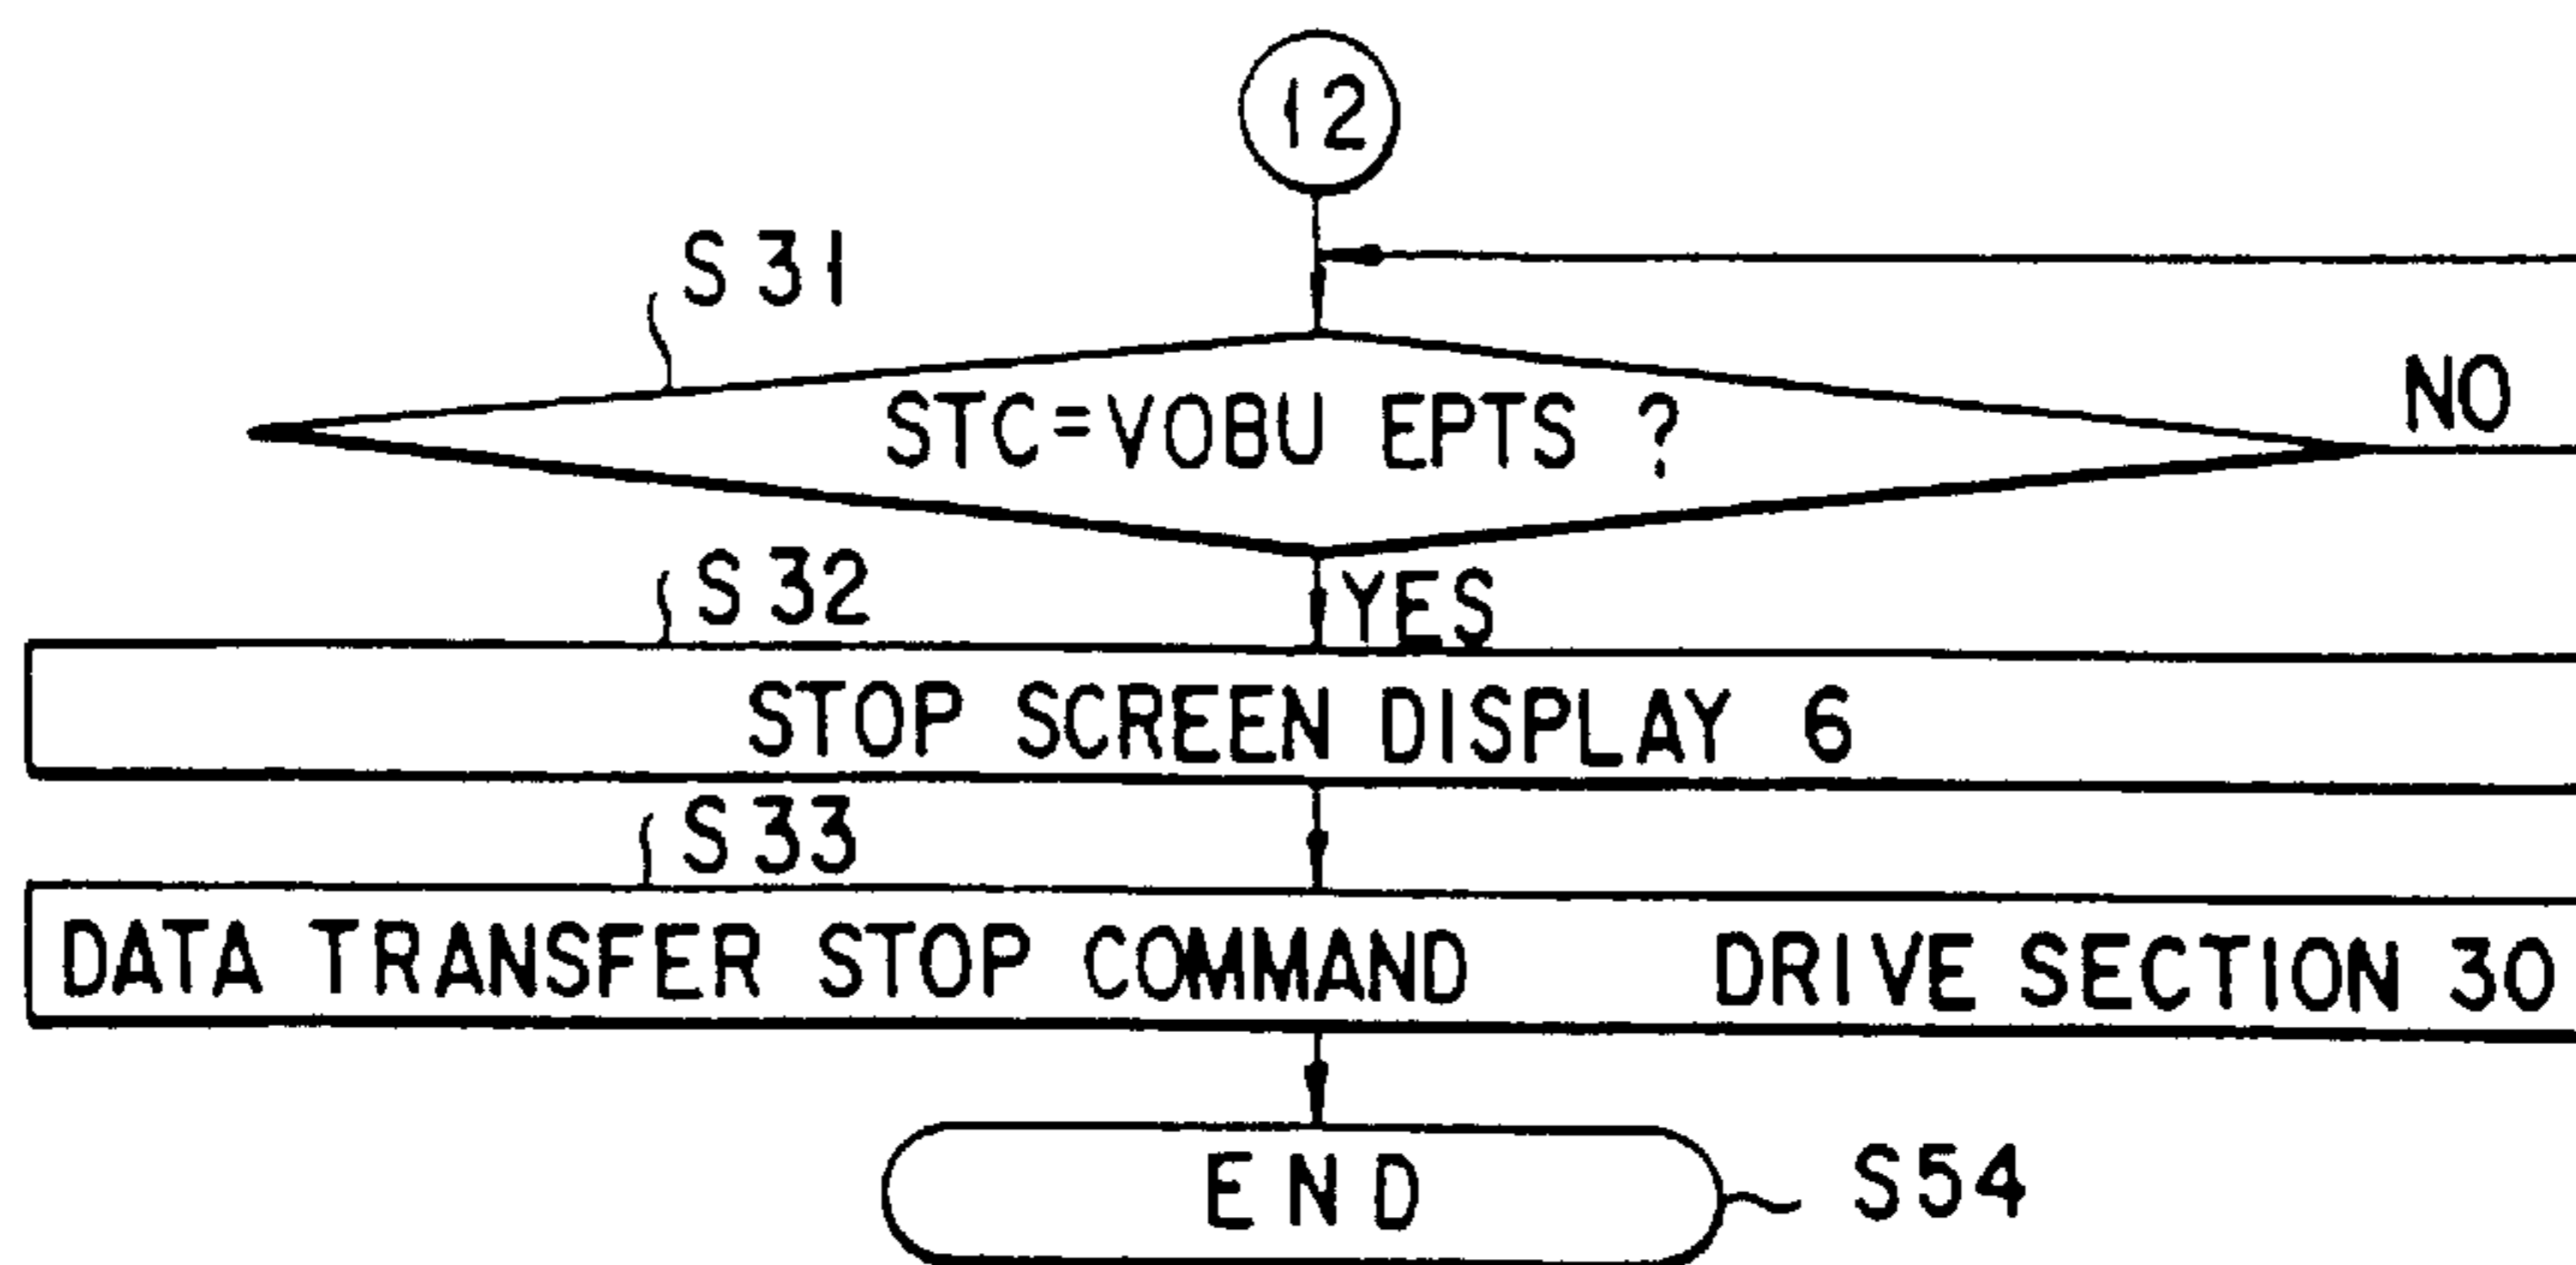 12
S31
STC=VOBU EPTS ?
NO
S32
YES
STOP SCREEN DISPLAY 6
S33
DATA TRANSFER STOP COMMAND DRIVE SECTION 30
END
S54